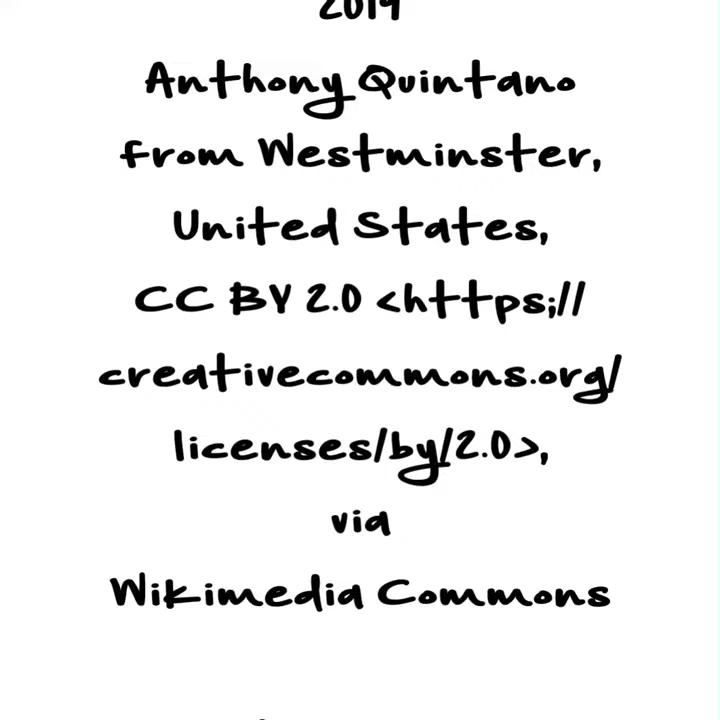 2019
Anthony Quintano
from Westminster,
United States,
CC BY 2.0 <https://
creativecommons.org/
licenses/by/2.0>,
via
Wikimedia Commons